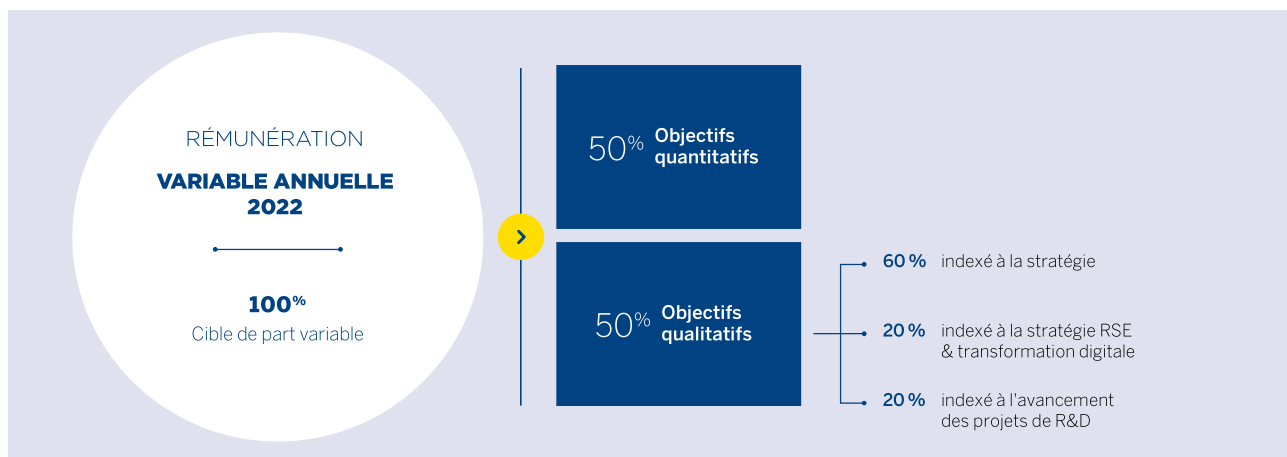 RÉMUNÉRATION
VARIABLE ANNUELLE
2022
100%
Cible de part variable
50% Objectifs
quantitatifs
50% Objectifs
qualitatifs
60 % indexé à la stratégie
20 % indexé à la stratégie RSE
& transformation digitale
20 % indexé à l'avancement
des projets de R&D